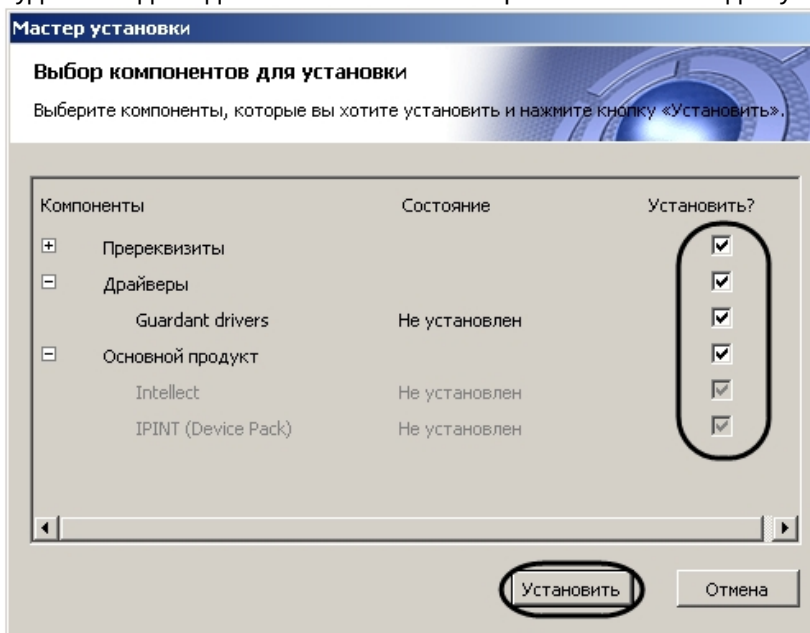 Мастер установки
Выбор компонентов для установки
Выберите компоненты, которые вы хотите установить и нажмите кнопку «Установить».
Компоненты Состояние Установить?
Пререквизиты
Драйверы
Guardant drivers Не установлен
Основной продукт
Intellect Не установлен
IPINT (Device Pack) Не установлен
Установить Отмена